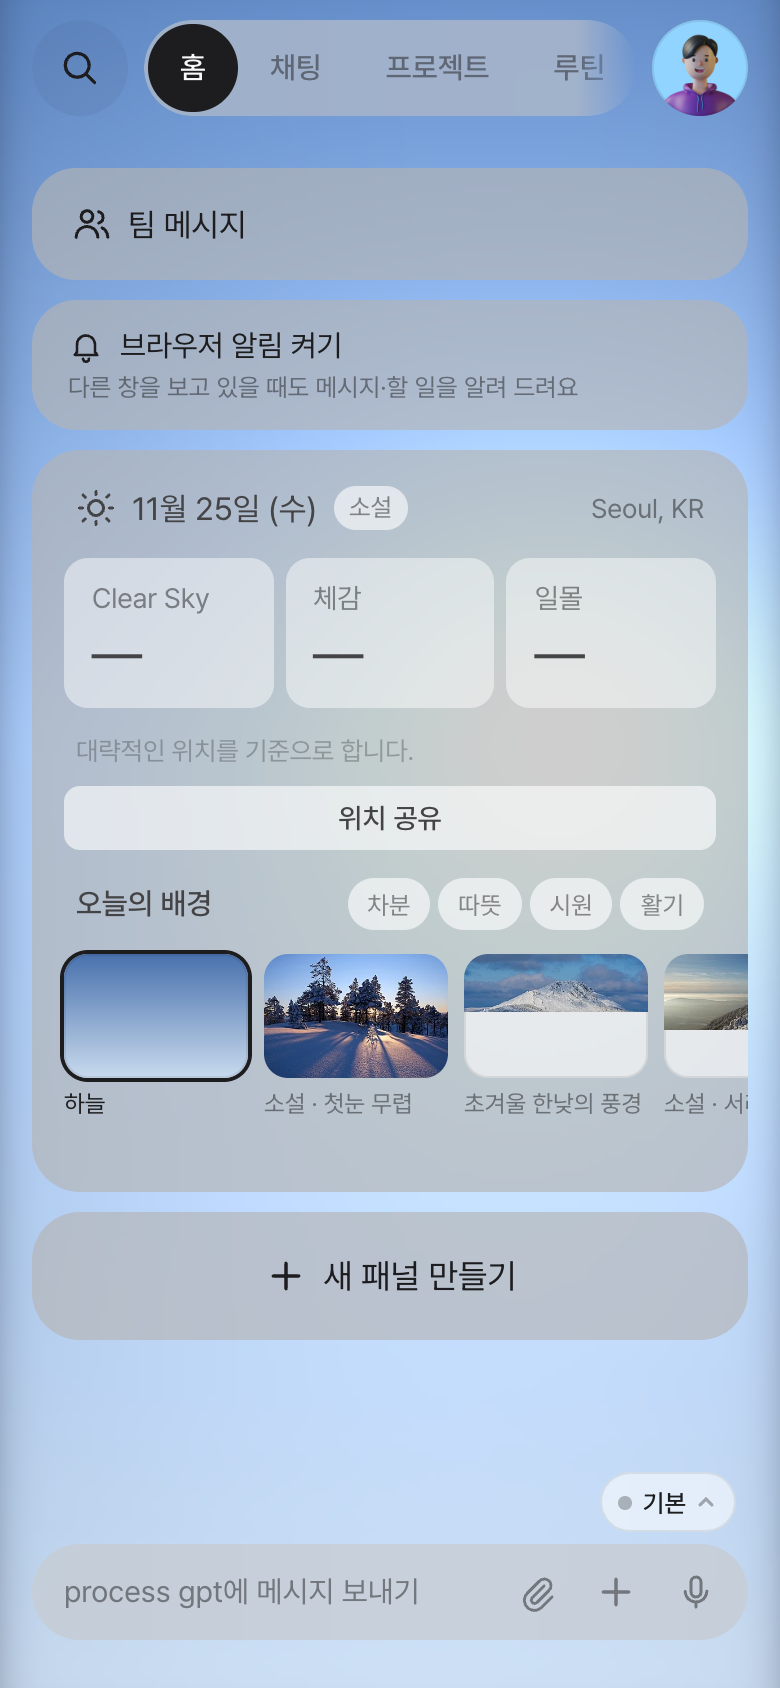 홈
채팅
프로젝트
루틴
팀 메시지
브라우저 알림 켜기
다른 창을 보고 있을 때도 메시지·할 일을 알려 드려요
11월 25일 (수)
소설
Seoul, KR
Clear Sky
체감
일몰
—
—
—
대략적인 위치를 기준으로 합니다.
위치 공유
오늘의 배경
차분
따뜻
시원
활기
하늘
소설 · 첫눈 무렵
초겨울 한낮의 풍경
소설 ·
새 패널 만들기
기본
process gpt에 메시지 보내기